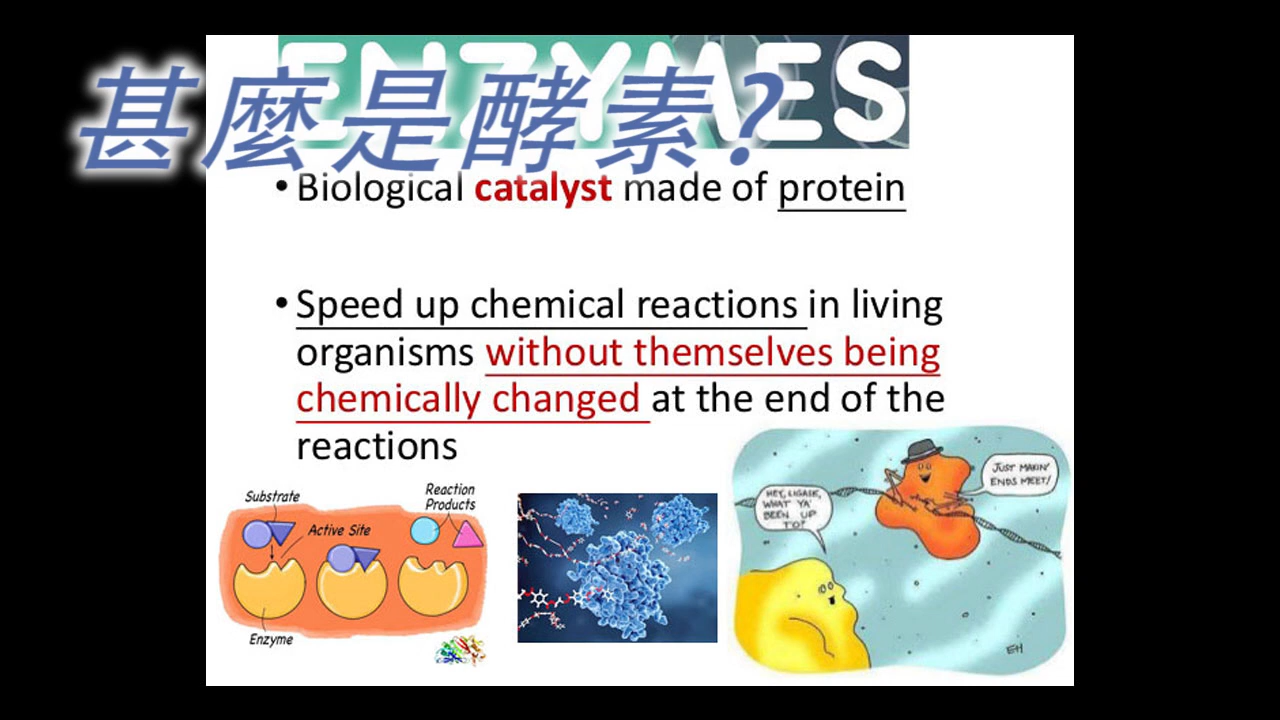 ENZYMES
甚麼是酵素?
• Biological catalyst made of protein
• Speed up chemical reactions in living
organisms without themselves being
chemically changed at the end of the
reactions
Substrate
Reaction
Products
Active Site
Enzyme
HEY, LIGASE,
WHAT YA'
BEEN UP
TO?
JUST MAKIN'
ENDS MEET!
EH